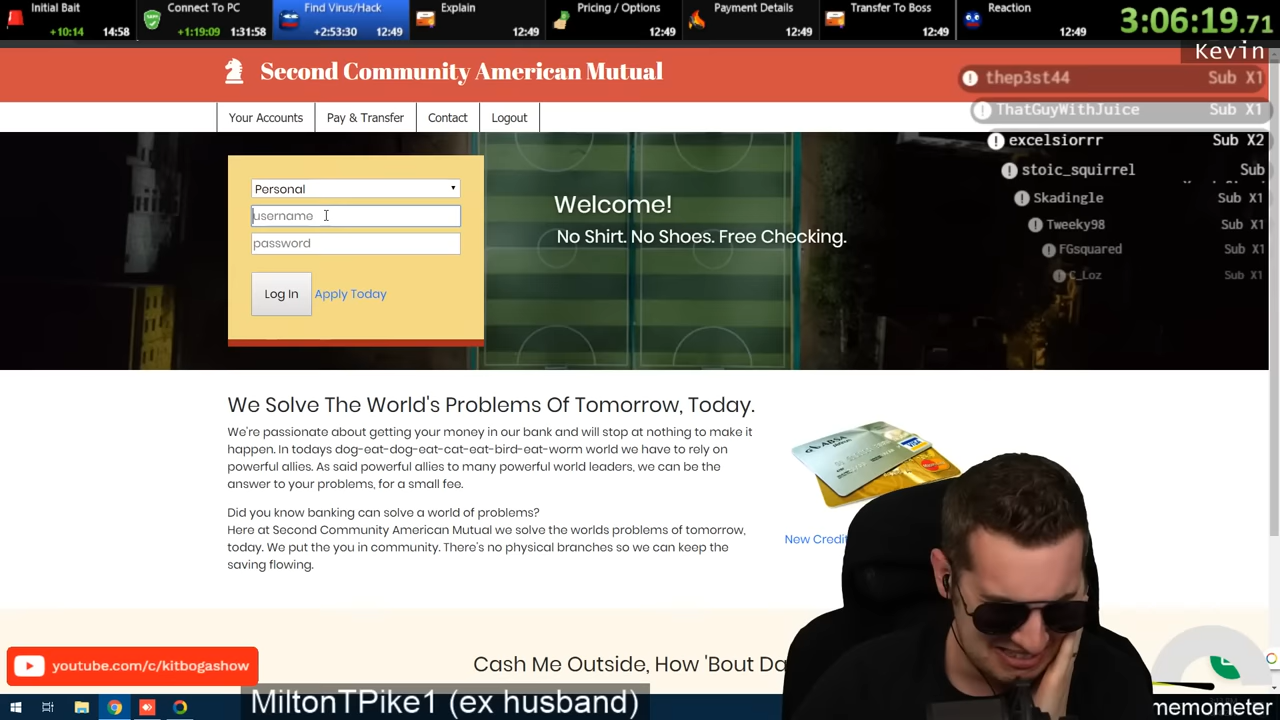 Initial Bait
+10:14 14:58
Connect To PC
+1:19:09 1:31:58
Find Virus/Hack
+2:53:30 12:49
Explain
12:49
Pricing / Options
12:49
Payment Details
12:49
Transfer To Boss
12:49
Reaction
12:49
3:06:19.71
Kevin
Second Community American Mutual
thep3st44 Sub X1
ThatGuyWithJuice Sub X1
excelsiorrr Sub X2
stoic_squirrel Sub
Skadingle Sub X1
Tweeky98 Sub X1
FGsquared Sub X1
C_Loz Sub X1
Your Accounts
Pay & Transfer
Contact
Logout
Personal
username
password
Log In Apply Today
Welcome!
No Shirt. No Shoes. Free Checking.
We Solve The World's Problems Of Tomorrow, Today.
We're passionate about getting your money in our bank and will stop at nothing to make it
happen. In todays dog-eat-dog-eat-cat-eat-bird-eat-worm world we have to rely on
powerful allies. As said powerful allies to many powerful world leaders, we can be the
answer to your problems, for a small fee.
Did you know banking can solve a world of problems?
Here at Second Community American Mutual we solve the worlds problems of tomorrow,
today. We put the you in community. There's no physical branches so we can keep the
saving flowing.
VISA
New Credit
Cash Me Outside, How 'Bout Da
youtube.com/c/kitbogashow
MiltonTPike1 (ex husband)
memometer